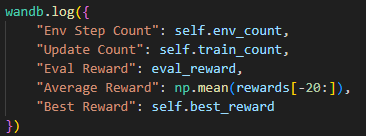 wandb.log({
    "Env Step Count": self.env_count,
    "Update Count": self.train_count,
    "Eval Reward": eval_reward,
    "Average Reward": np.mean(rewards[-20:]),
    "Best Reward": self.best_reward
})